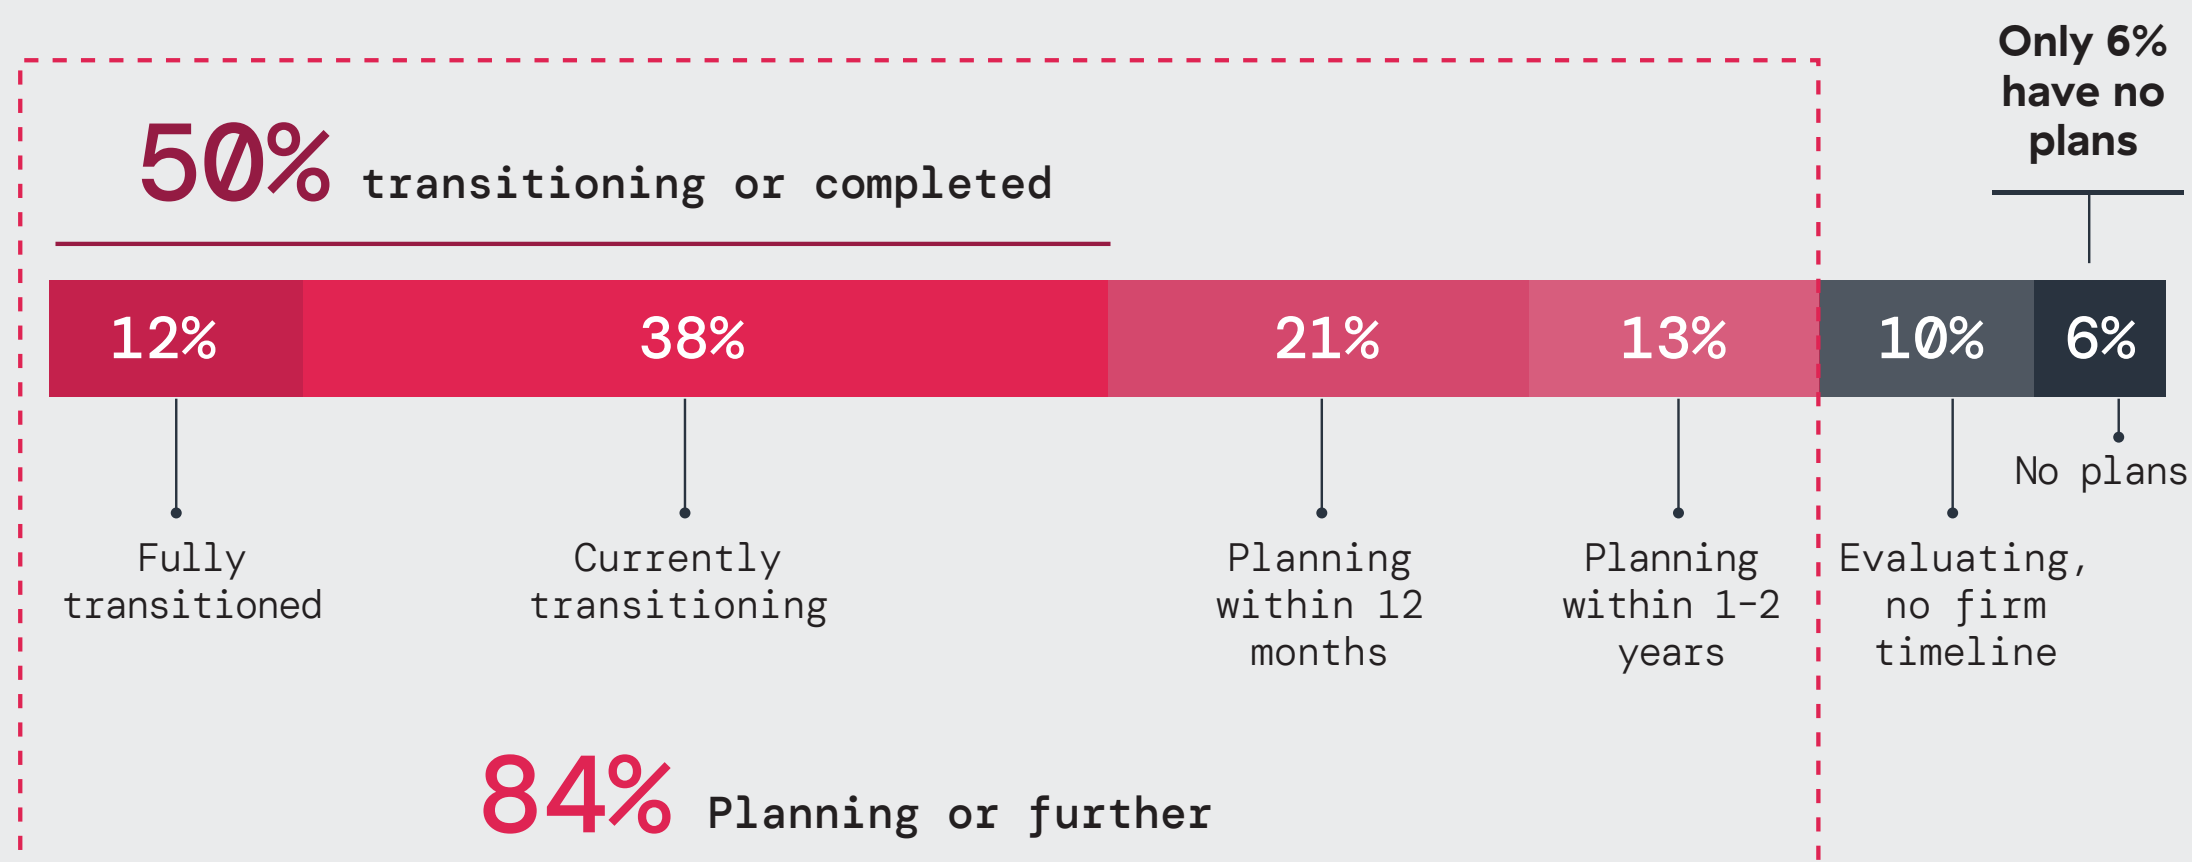 Only 6%
have no
plans
50% transitioning or completed
12%
38%
21%
13%
10%
6%
No plans
Fully
transitioned
Currently
transitioning
Planning
within 12
months
Planning
within 1-2
years
Evaluating,
no firm
timeline
84% Planning or further